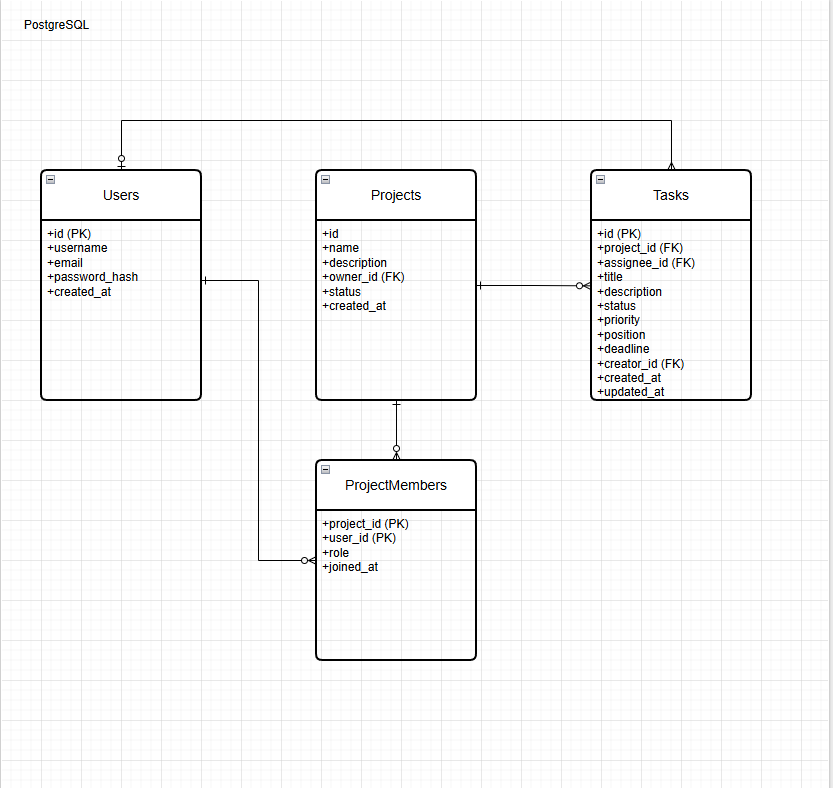 PostgreSQL
Users
+id (PK)
+username
+email
+password_hash
+created_at
Projects
+id
+name
+description
+owner_id (FK)
+status
+created_at
Tasks
+id (PK)
+project_id (FK)
+assignee_id (FK)
+title
+description
+status
+priority
+position
+deadline
+creator_id (FK)
+created_at
+updated_at
ProjectMembers
+project_id (PK)
+user_id (PK)
+role
+joined_at